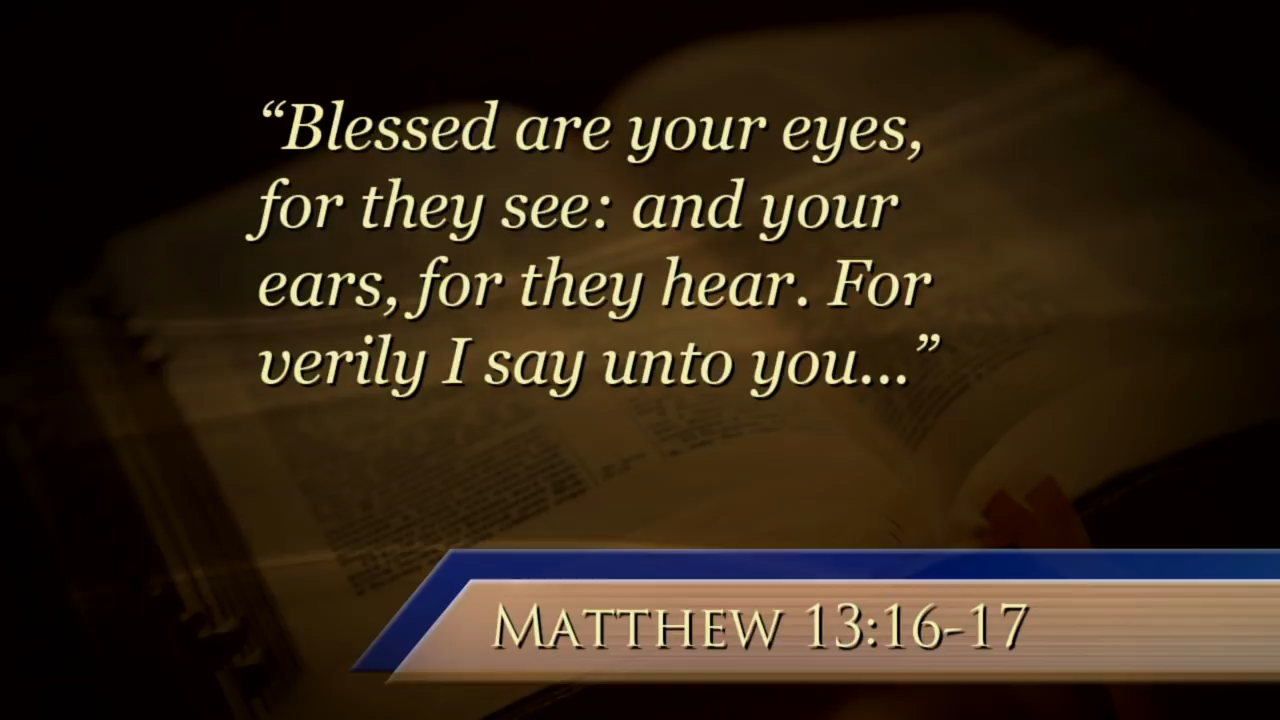 “Blessed are your eyes,
for they see: and your
ears, for they hear. For
verily I say unto you...”
MATTHEW 13:16-17